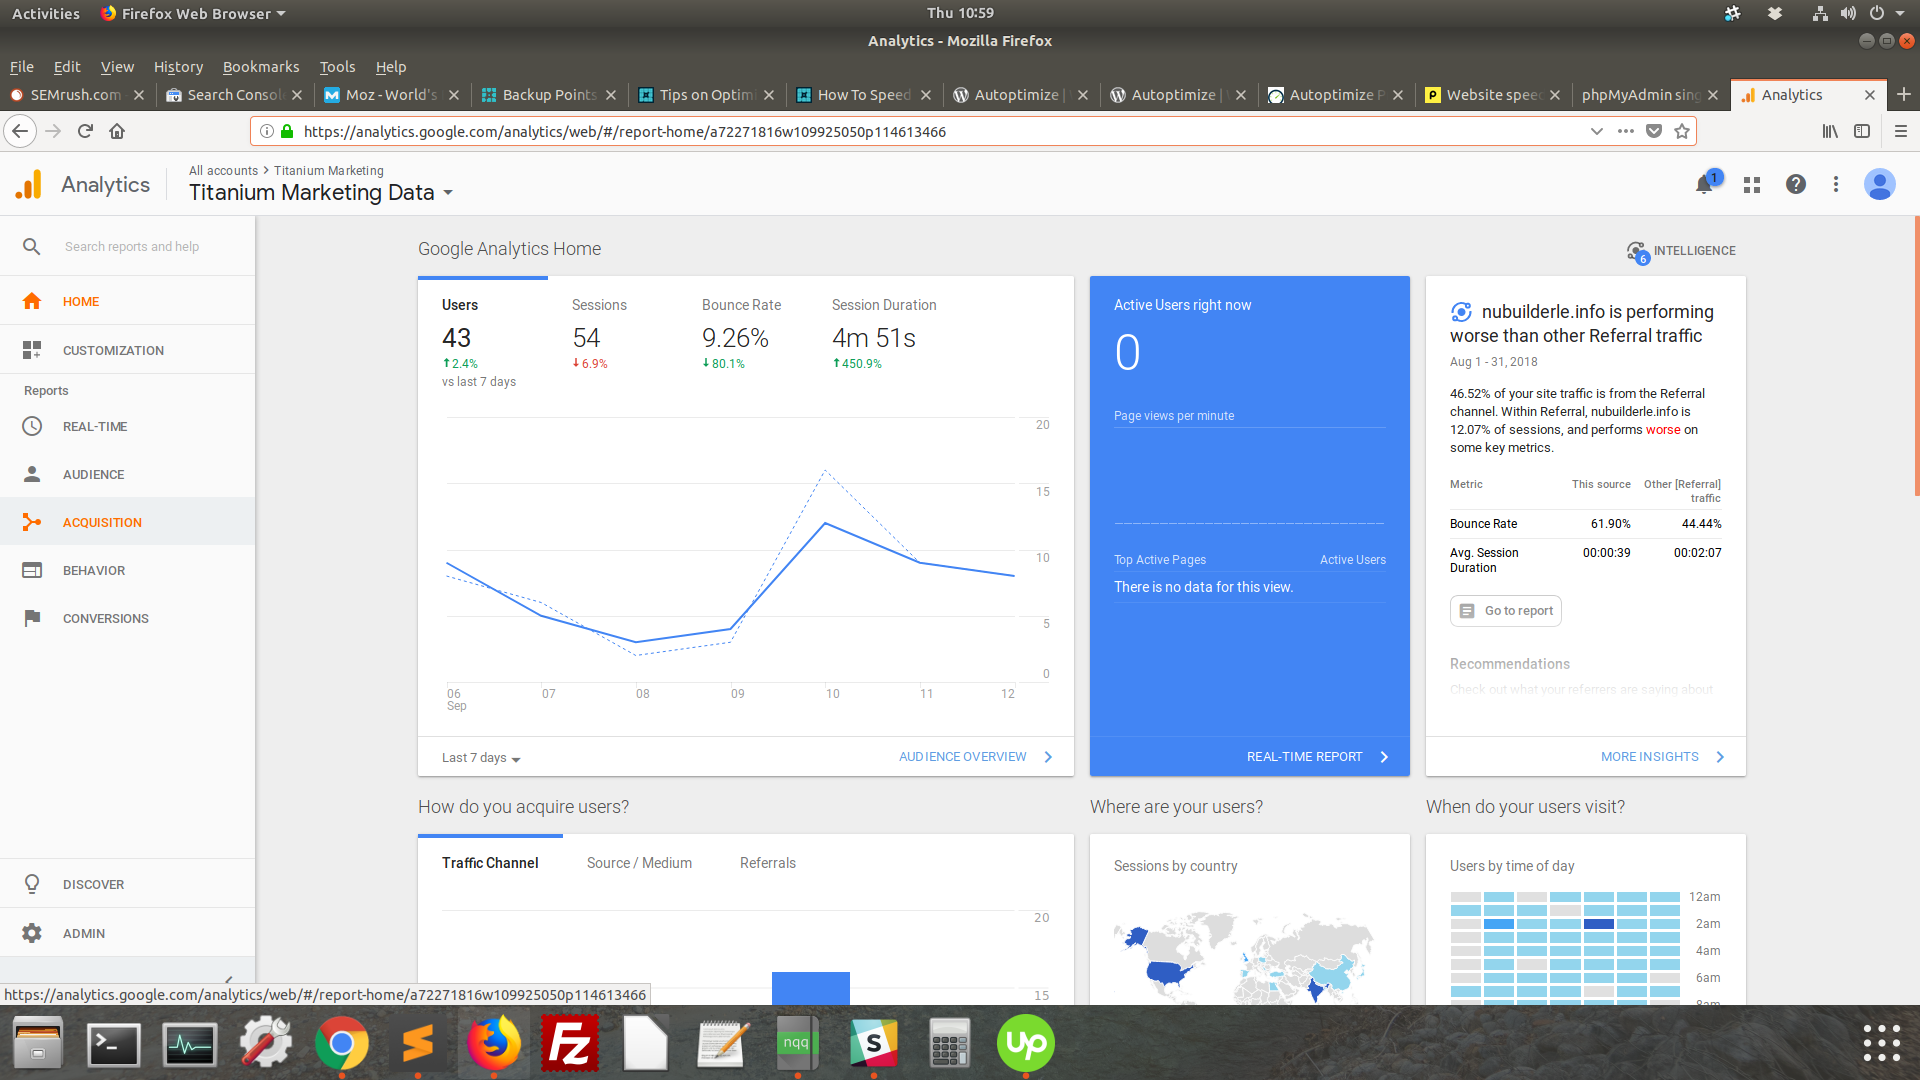 Activities Firefox Web Browser Thu 10:59
Analytics - Mozilla Firefox
File Edit View History Bookmarks Tools Help
SEMrush.com Search Consol Moz - World's Backup Points Tips on Optim How To Speed Autoptimize | Autoptimize | Autoptimize P Website spee phpMyAdmin sing Analytics
https://analytics.google.com/analytics/web/#/report-home/a72271816w109925050p114613466
Analytics
All accounts > Titanium Marketing
Titanium Marketing Data
1
Search reports and help
HOME
CUSTOMIZATION
Reports
REAL-TIME
AUDIENCE
ACQUISITION
BEHAVIOR
CONVERSIONS
DISCOVER
ADMIN
Google Analytics Home
6 INTELLIGENCE
Users Sessions Bounce Rate Session Duration
43 54 9.26% 4m 51s
2.4% 6.9% 80.1% 450.9%
vs last 7 days
20
15
10
5
0
06 07 08 09 10 11 12
Sep
Last 7 days
AUDIENCE OVERVIEW
Active Users right now
0
Page views per minute
Top Active Pages Active Users
There is no data for this view.
REAL-TIME REPORT
nubuilderle.info is performing
worse than other Referral traffic
Aug 1 - 31, 2018
46.52% of your site traffic is from the Referral
channel. Within Referral, nubuilderle.info is
12.07% of sessions, and performs worse on
some key metrics.
Metric This source Other [Referral]
traffic
Bounce Rate 61.90% 44.44%
Avg. Session 00:00:39 00:02:07
Duration
Go to report
Recommendations
Check out what your referrers are saying about
MORE INSIGHTS
How do you acquire users?
Traffic Channel Source / Medium Referrals
20
15
Where are your users?
Sessions by country
When do your users visit?
Users by time of day
12am
2am
4am
6am
8am
https://analytics.google.com/analytics/web/#/report-home/a72271816w109925050p114613466
Fz
nqq
S
Up